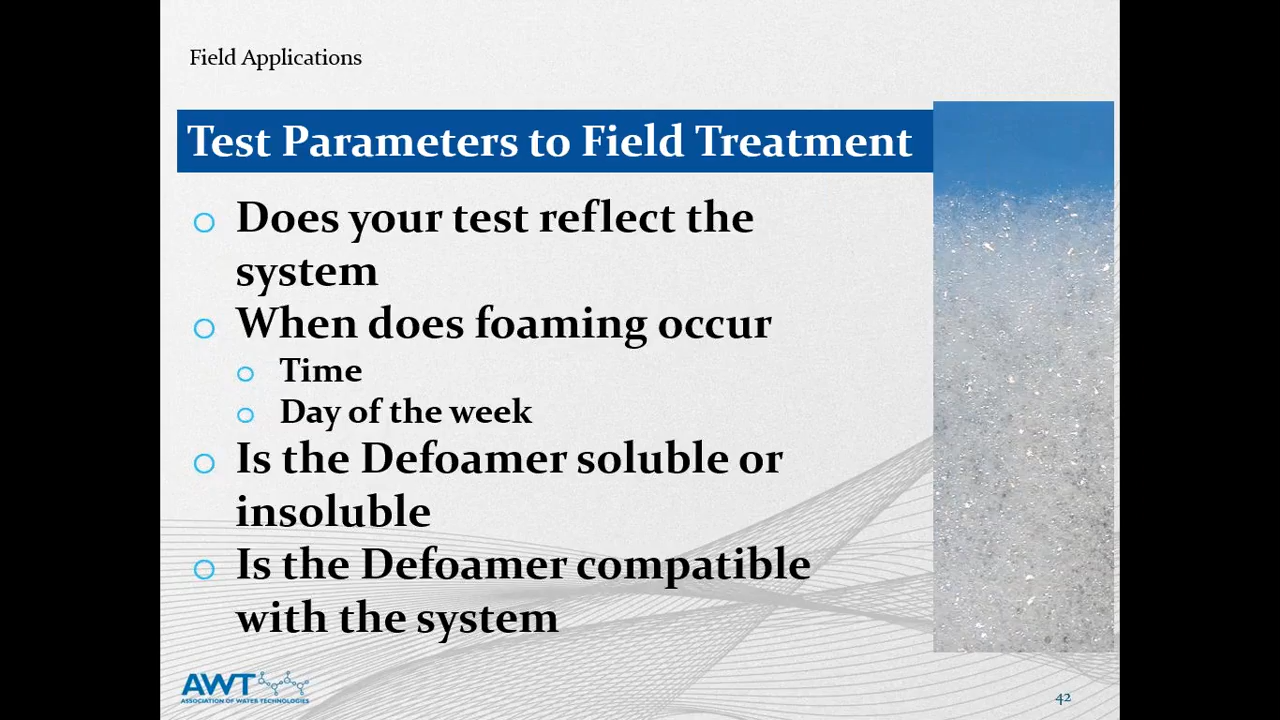 Field Applications
Test Parameters to Field Treatment
Does your test reflect the
system
When does foaming occur
Time
Day of the week
Is the Defoamer soluble or
insoluble
Is the Defoamer compatible
with the system
AWT
ASSOCIATION OF WATER TECHNOLOGIES
42